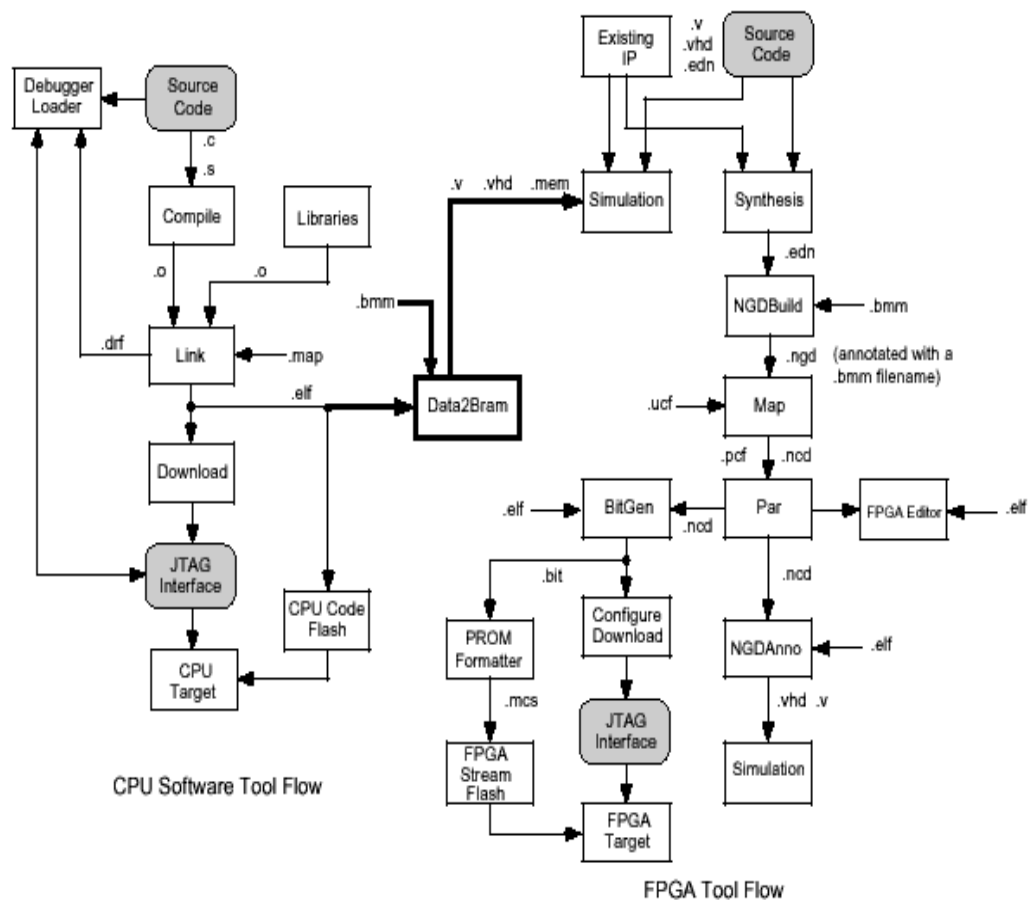 Existing
IP
.v
.vhd
.edn
Source
Code
Debugger
Loader
Source
Code
.c
.s
Compile
Libraries
.v .vhd .mem
Simulation
Synthesis
.o
.o
.edn
.bmm
NGDBuild
.bmm
.drf
Link
.map
.ngd
(annotated with a
.bmm filename)
.elf
Data2Bram
.ucf
Map
Download
.pcf
.ncd
.elf
BitGen
.ncd
Par
FPGA Editor
.elf
JTAG
Interface
.bit
.ncd
CPU Code
Flash
PROM
Formatter
Configure
Download
NGDAnno
.elf
CPU
Target
.mcs
JTAG
Interface
.vhd .v
FPGA
Stream
Flash
Simulation
CPU Software Tool Flow
FPGA
Target
FPGA Tool Flow